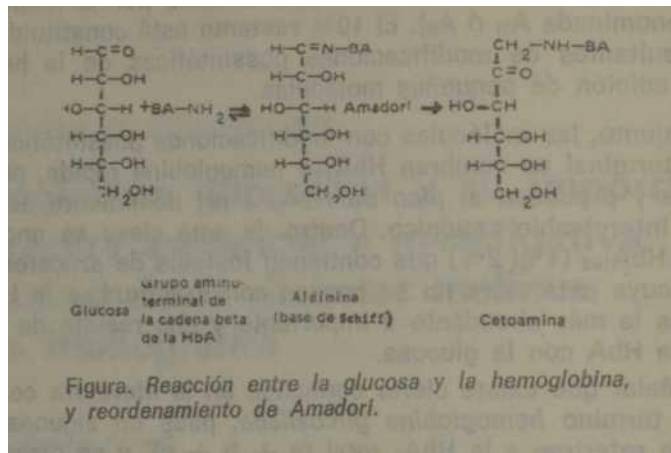 H-C=O H-C=N-BA CH2-NH-BA
H-C-OH H-C-OH C=O
HO-C-H +BA-NH2 ⇌ HO-C-H Amadori → HO-CH
H-C-OH H-C-OH H-C-OH
H-C-OH H-C-OH H-C-OH
CH2OH CH2OH CH2OH
Glucosa
Grupo amino
terminal de
la cadena beta
de la HbA
Aldimina
(base de Schiff)
Cetoamina
Figura. Reacción entre la glucosa y la hemoglobina,
y reordenamiento de Amadori.